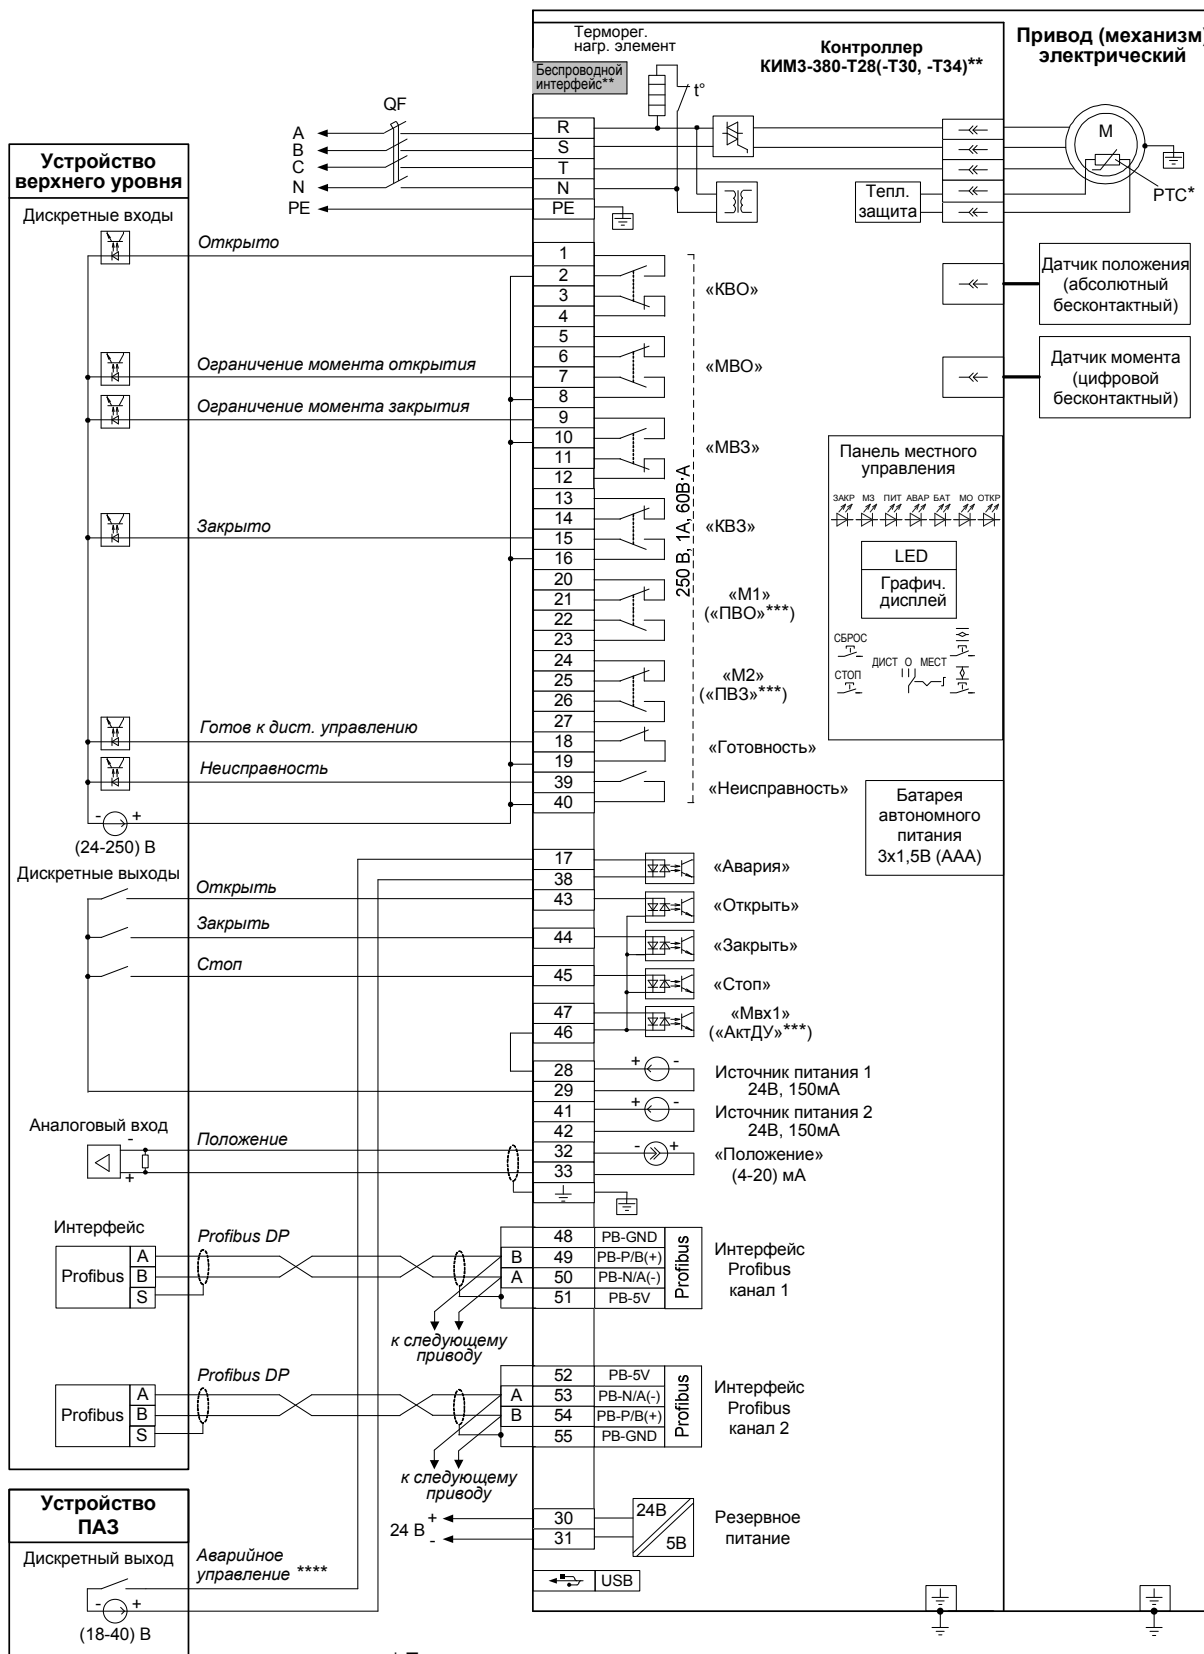 Терморег.
нагр. элемент
Контроллер
КИМ3-380-Т28(-Т30, -Т34)**
Привод (механизм)
электрический
Беспроводной
интерфейс**
t°
QF
A
B
C
N
PE
R
S
T
N
PE
Тепл.
защита
M
PTC*
Устройство
верхнего уровня
Дискретные входы
Открыто
1
2
3
4
«КВО»
Датчик положения
(абсолютный
бесконтактный)
Ограничение момента открытия
5
6
7
8
«МВО»
Датчик момента
(цифровой
бесконтактный)
Ограничение момента закрытия
9
10
11
12
«МВЗ»
250 В, 1А, 60В·А
Панель местного
управления
ЗАКР МЗ ПИТ АВАР БАТ МО ОТКР
LED
Графич.
дисплей
СБРОС
СТОП
ДИСТ О МЕСТ
Закрыто
13
14
15
16
«КВЗ»
20
21
22
23
«М1»
(«ПВО»***)
24
25
26
27
«М2»
(«ПВЗ»***)
Готов к дист. управлению
18
19
«Готовность»
Неисправность
39
40
«Неисправность»
Батарея
автономного
питания
3х1,5В (ААА)
- +
(24-250) В
Дискретные выходы
17
38
«Авария»
Открыть
43
«Открыть»
Закрыть
44
«Закрыть»
Стоп
45
«Стоп»
47
46
«Мвх1»
(«АктДУ»***)
28
29
+ -
Источник питания 1
24В, 150мА
41
42
+ -
Источник питания 2
24В, 150мА
Аналоговый вход
-
+
Положение
32
33
- +
«Положение»
(4-20) мА
Интерфейс
Profibus
A
B
S
Profibus DP
B
A
48 PB-GND
49 PB-P/B(+)
50 PB-N/A(-)
51 PB-5V
Profibus
Интерфейс
Profibus
канал 1
к следующему
приводу
Profibus
A
B
S
Profibus DP
A
B
52 PB-5V
53 PB-N/A(-)
54 PB-P/B(+)
55 PB-GND
Profibus
Интерфейс
Profibus
канал 2
к следующему
приводу
24 В
+
-
30
31
24В
5В
Резервное
питание
USB
Устройство
ПАЗ
Дискретный выход
Аварийное
управление ****
- +
(18-40) В